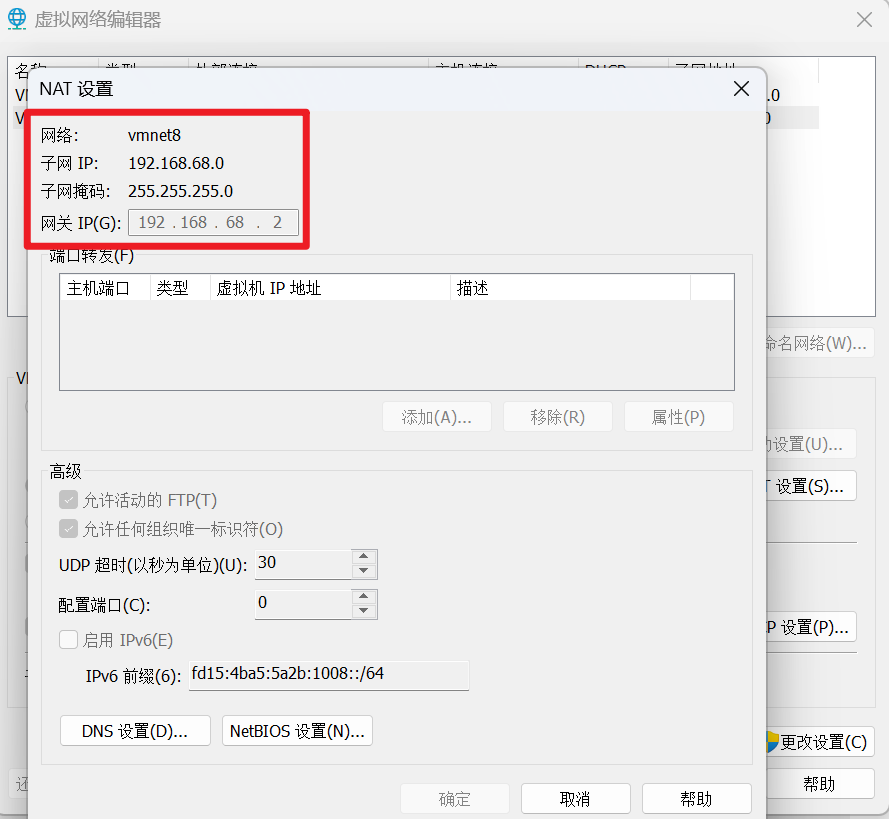 虚拟网络编辑器
NAT 设置
.0
网络: vmnet8
子网 IP: 192.168.68.0
子网掩码: 255.255.255.0
网关 IP(G): 192 . 168 . 68 . 2
端口转发(F)
主机端口 类型 虚拟机 IP 地址 描述
命名网络(W)...
添加(A)... 移除(R) 属性(P)
设置(U)...
高级
设置(S)...
允许活动的 FTP(T)
允许任何组织唯一标识符(O)
UDP 超时(以秒为单位)(U): 30
配置端口(C): 0
P 设置(P)...
启用 IPv6(E)
IPv6 前缀(6): fd15:4ba5:5a2b:1008::/64
DNS 设置(D)... NetBIOS 设置(N)...
更改设置(C)
还
帮助
确定 取消 帮助